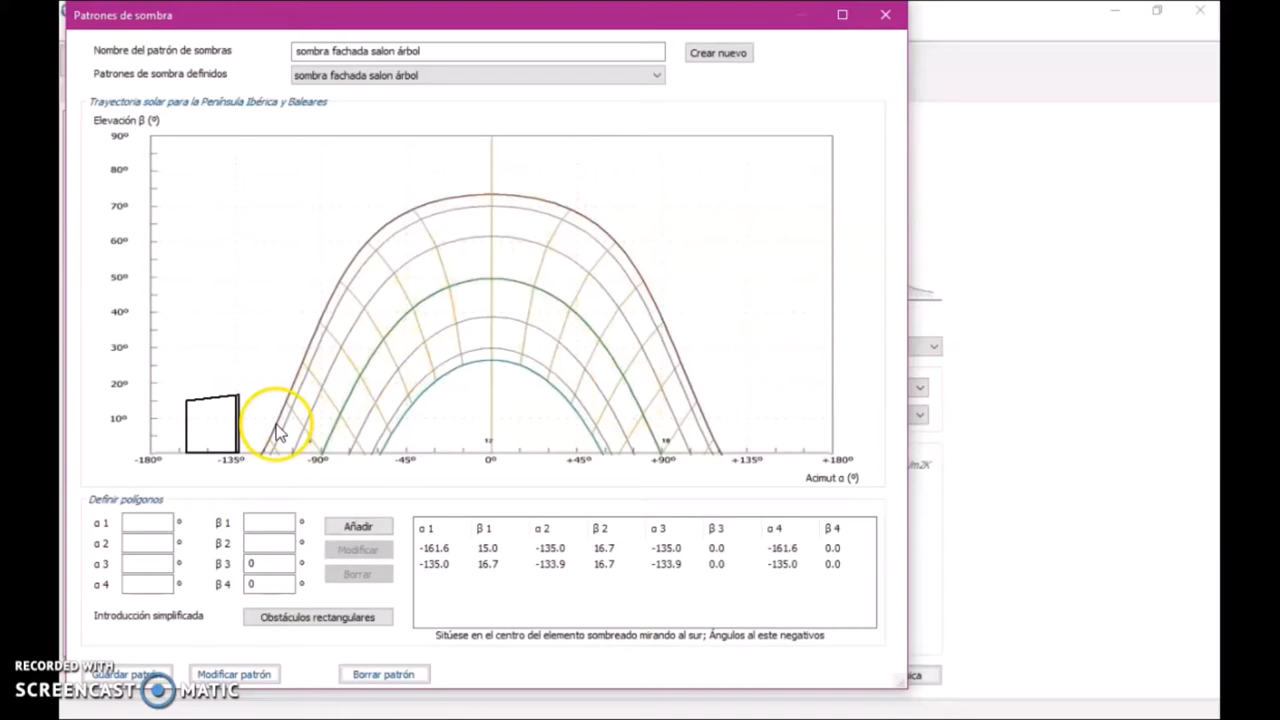 Patrones de sombra
Nombre del patrón de sombras
sombra fachada salon árbol
Crear nuevo
Patrones de sombra definidos
sombra fachada salon árbol
Trayectoria solar para la Península Ibérica y Baleares
Elevación β (º)
90º
80º
70º
60º
50º
40º
30º
20º
10º
12
18
-180º -135º -90º -45º 0º +45º +90º +135º +180º
Acimut α (º)
Definir polígonos
α 1 º β 1 º Añadir
α 2 º β 2 º Modificar
α 3 º β 3 0 º
α 4 º β 4 0 º Borrar
α 1 β 1 α 2 β 2 α 3 β 3 α 4 β 4
-161.6 15.0 -135.0 16.7 -135.0 0.0 -161.6 0.0
-135.0 16.7 -133.9 16.7 -133.9 0.0 -135.0 0.0
Introducción simplificada
Obstáculos rectangulares
Sitúese en el centro del elemento sombreado mirando al sur; Ángulos al este negativos
Guardar patrón
Modificar patrón
Borrar patrón
/m2K
ica
RECORDED WITH
SCREENCAST MATIC